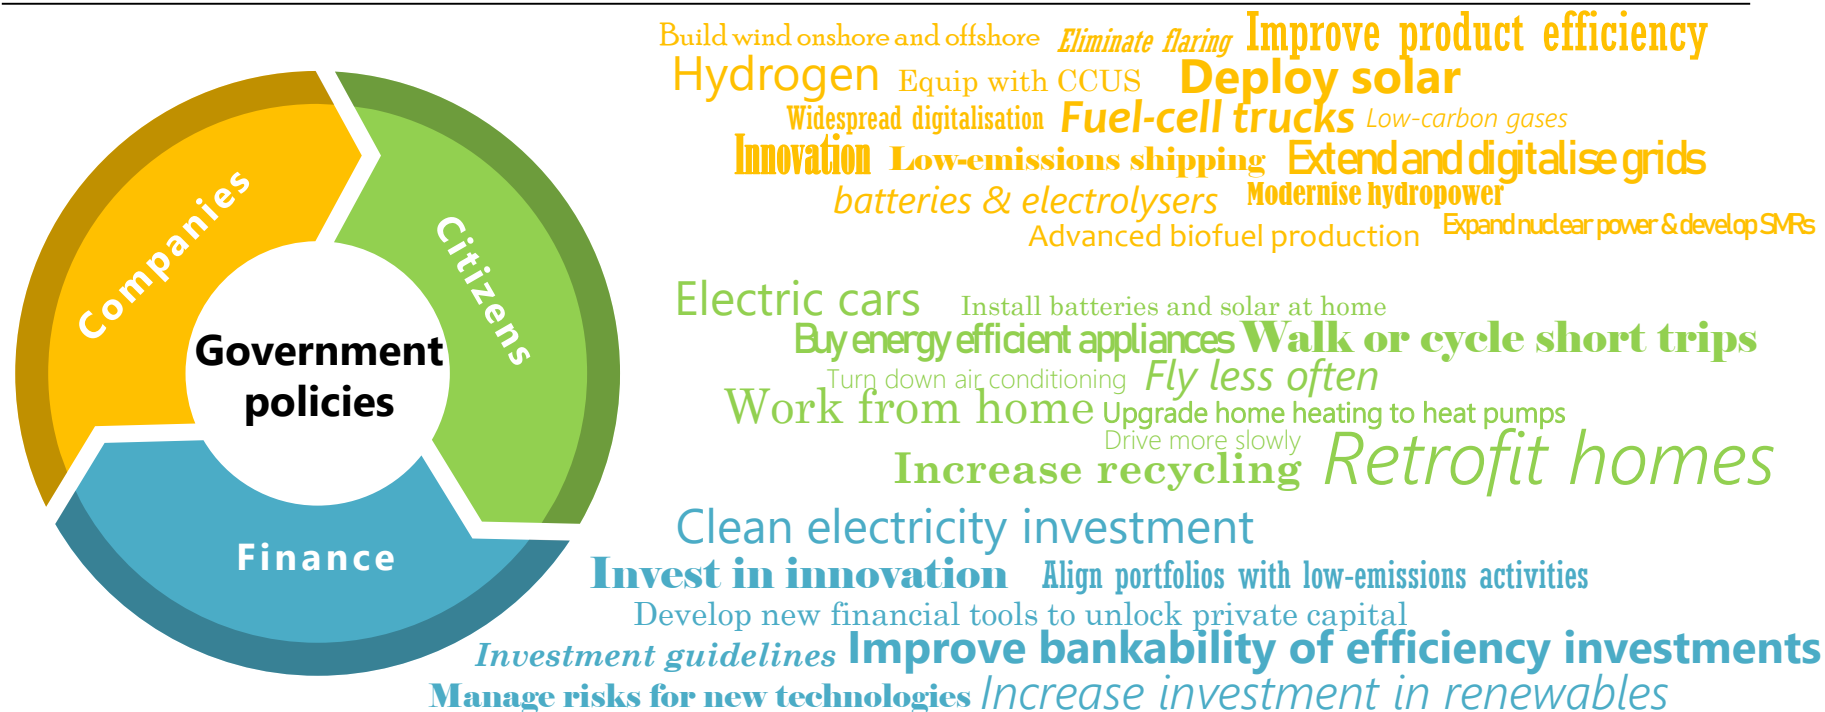 Companies
Citizens
Government
policies
Finance
Build wind onshore and offshore Eliminate flaring Improve product efficiency
Hydrogen Equip with CCUS Deploy solar
Widespread digitalisation Fuel-cell trucks Low-carbon gases
Innovation Low-emissions shipping Extend and digitalise grids
batteries & electrolysers Modernise hydropower
Advanced biofuel production Expand nuclear power & develop SMRs
Electric cars Install batteries and solar at home
Buy energy efficient appliances Walk or cycle short trips
Turn down air conditioning Fly less often
Work from home Upgrade home heating to heat pumps
Drive more slowly
Increase recycling Retrofit homes
Clean electricity investment
Invest in innovation Align portfolios with low-emissions activities
Develop new financial tools to unlock private capital
Investment guidelines Improve bankability of efficiency investments
Manage risks for new technologies Increase investment in renewables